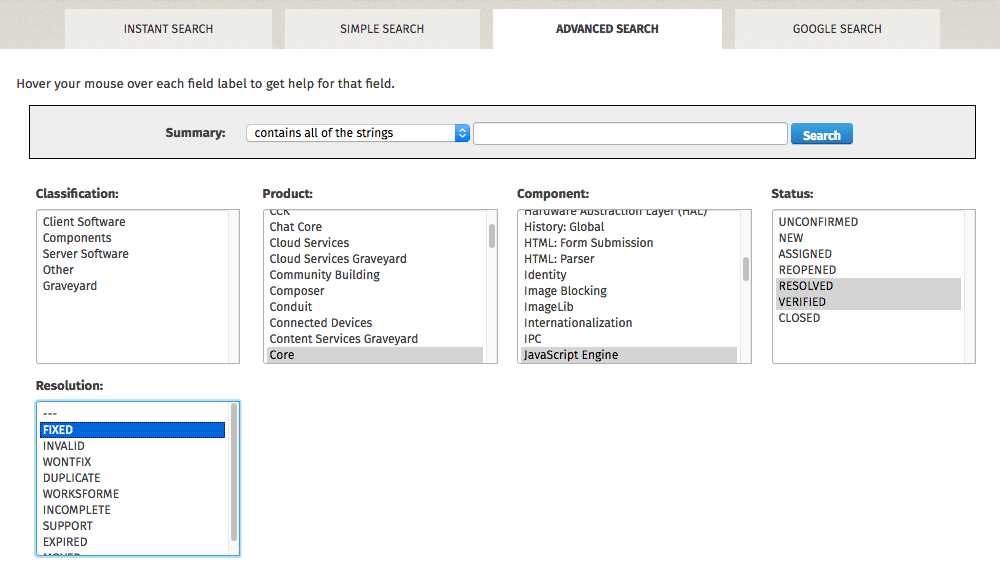 INSTANT SEARCH
SIMPLE SEARCH
ADVANCED SEARCH
GOOGLE SEARCH
Hover your mouse over each field label to get help for that field.
Summary:
contains all of the strings
Search
Classification:
Client Software
Components
Server Software
Other
Graveyard
Product:
CCK
Chat Core
Cloud Services
Cloud Services Graveyard
Community Building
Composer
Conduit
Connected Devices
Content Services Graveyard
Core
Component:
Hardware Abstraction Layer (HAL)
History: Global
HTML: Form Submission
HTML: Parser
Identity
Image Blocking
ImageLib
Internationalization
IPC
JavaScript Engine
Status:
UNCONFIRMED
NEW
ASSIGNED
REOPENED
RESOLVED
VERIFIED
CLOSED
Resolution:
---
FIXED
INVALID
WONTFIX
DUPLICATE
WORKSFORME
INCOMPLETE
SUPPORT
EXPIRED
MOVED